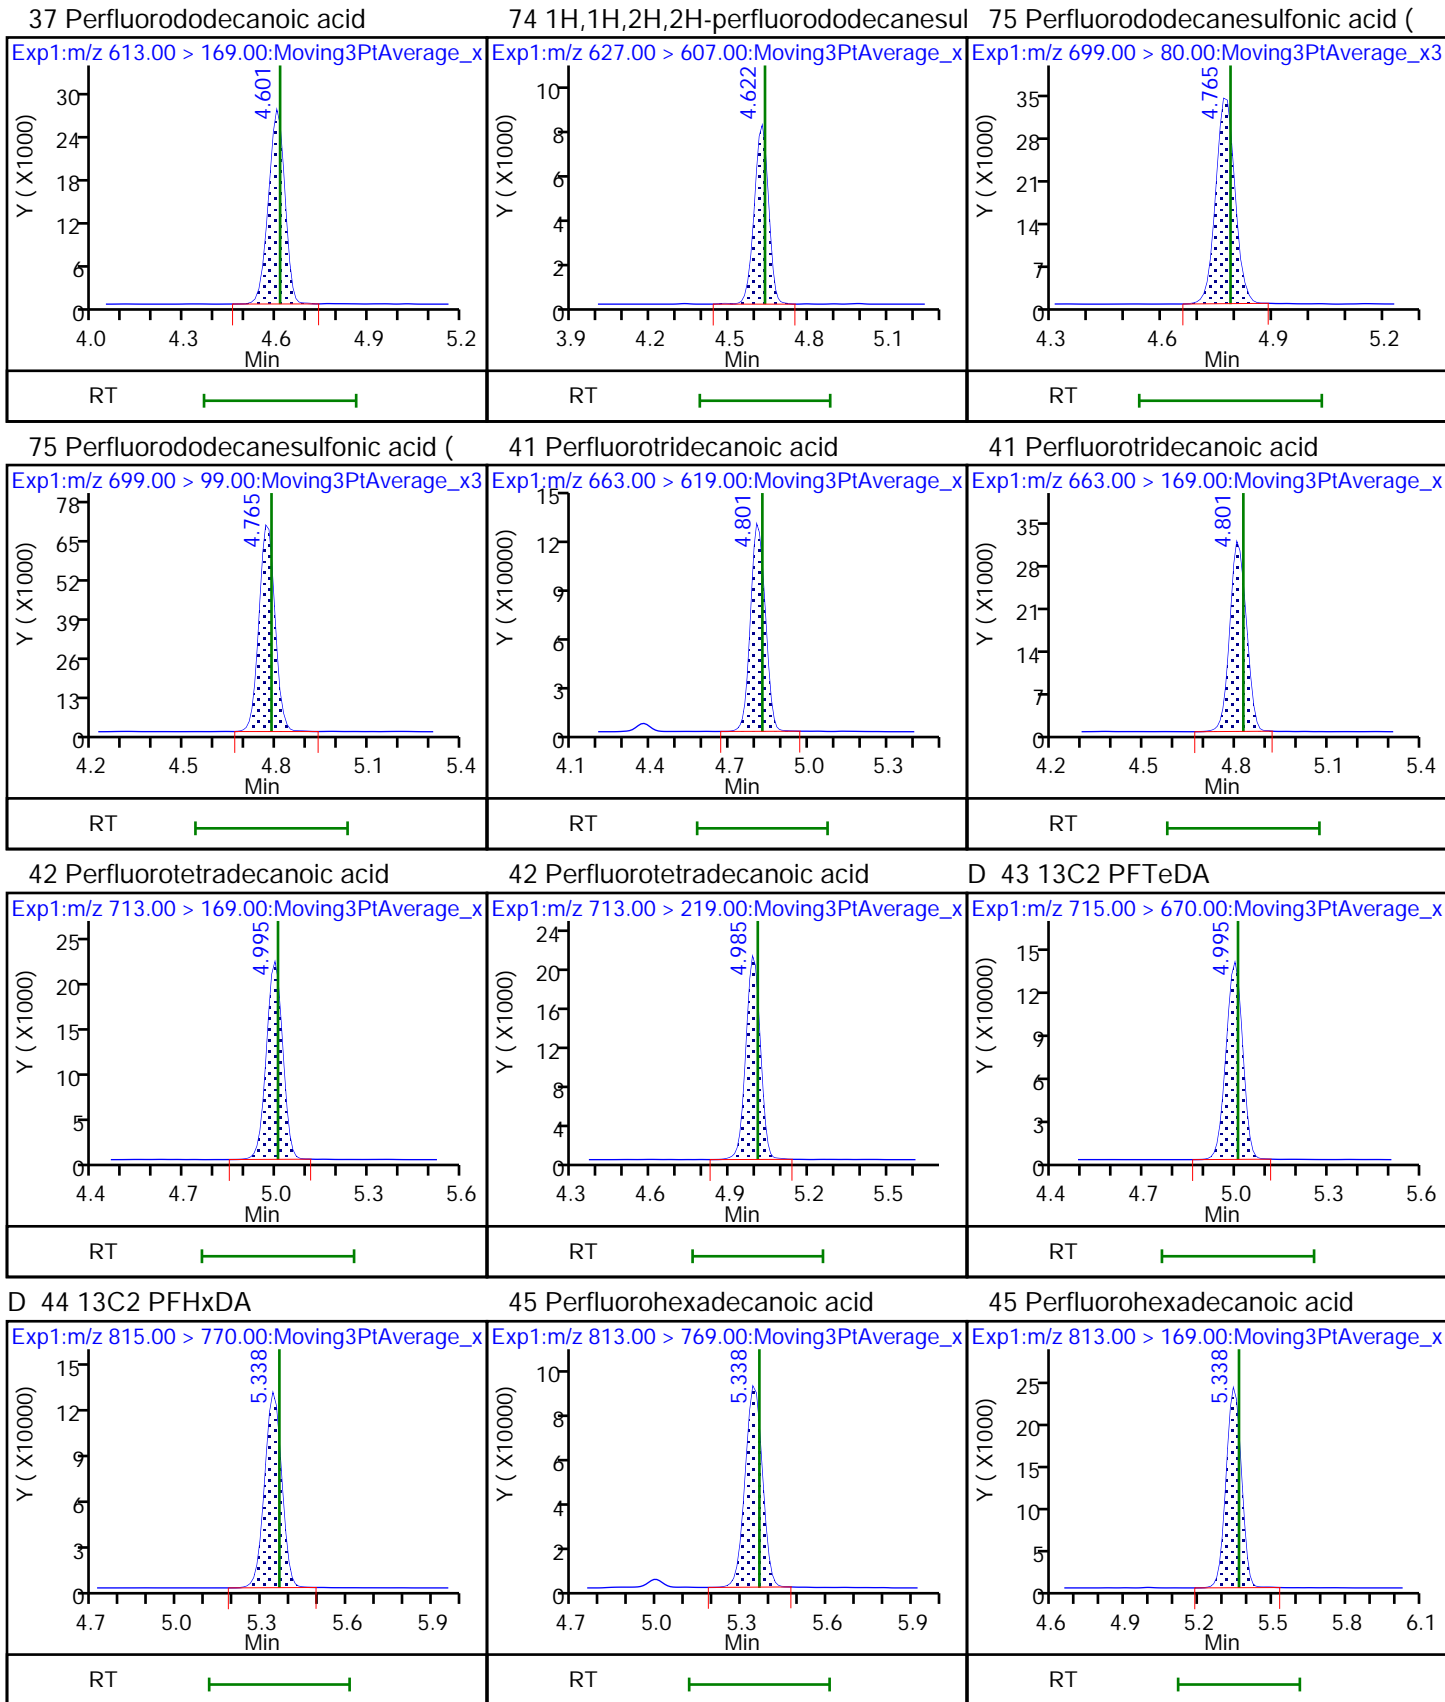 37 Perfluorododecanoic acid
Exp1:m/z 613.00 > 169.00:Moving3PtAverage_x
Y ( X1000)
30
24
18
12
6
0
4.601
4.0 4.3 4.6 4.9 5.2
Min
RT
74 1H,1H,2H,2H-perfluorododecanesul
Exp1:m/z 627.00 > 607.00:Moving3PtAverage_x
Y ( X1000)
10
8
6
4
2
0
4.622
3.9 4.2 4.5 4.8 5.1
Min
RT
75 Perfluorododecanesulfonic acid (
Exp1:m/z 699.00 > 80.00:Moving3PtAverage_x3
Y ( X1000)
35
28
21
14
7
0
4.765
4.3 4.6 4.9 5.2
Min
RT
75 Perfluorododecanesulfonic acid (
Exp1:m/z 699.00 > 99.00:Moving3PtAverage_x3
Y ( X1000)
78
65
52
39
26
13
0
4.765
4.2 4.5 4.8 5.1 5.4
Min
RT
41 Perfluorotridecanoic acid
Exp1:m/z 663.00 > 619.00:Moving3PtAverage_x
Y ( X10000)
15
12
9
6
3
0
4.801
4.1 4.4 4.7 5.0 5.3
Min
RT
41 Perfluorotridecanoic acid
Exp1:m/z 663.00 > 169.00:Moving3PtAverage_x
Y ( X1000)
35
28
21
14
7
0
4.801
4.2 4.5 4.8 5.1 5.4
Min
RT
42 Perfluorotetradecanoic acid
Exp1:m/z 713.00 > 169.00:Moving3PtAverage_x
Y ( X1000)
25
20
15
10
5
0
4.995
4.4 4.7 5.0 5.3 5.6
Min
RT
42 Perfluorotetradecanoic acid
Exp1:m/z 713.00 > 219.00:Moving3PtAverage_x
Y ( X1000)
24
20
16
12
8
4
0
4.985
4.3 4.6 4.9 5.2 5.5
Min
RT
D 43 13C2 PFTeDA
Exp1:m/z 715.00 > 670.00:Moving3PtAverage_x
Y ( X10000)
15
12
9
6
3
0
4.995
4.4 4.7 5.0 5.3 5.6
Min
RT
D 44 13C2 PFHxDA
Exp1:m/z 815.00 > 770.00:Moving3PtAverage_x
Y ( X10000)
15
12
9
6
3
0
5.338
4.7 5.0 5.3 5.6 5.9
Min
RT
45 Perfluorohexadecanoic acid
Exp1:m/z 813.00 > 769.00:Moving3PtAverage_x
Y ( X10000)
10
8
6
4
2
0
5.338
4.7 5.0 5.3 5.6 5.9
Min
RT
45 Perfluorohexadecanoic acid
Exp1:m/z 813.00 > 169.00:Moving3PtAverage_x
Y ( X1000)
25
20
15
10
5
0
5.338
4.6 4.9 5.2 5.5 5.8 6.1
Min
RT